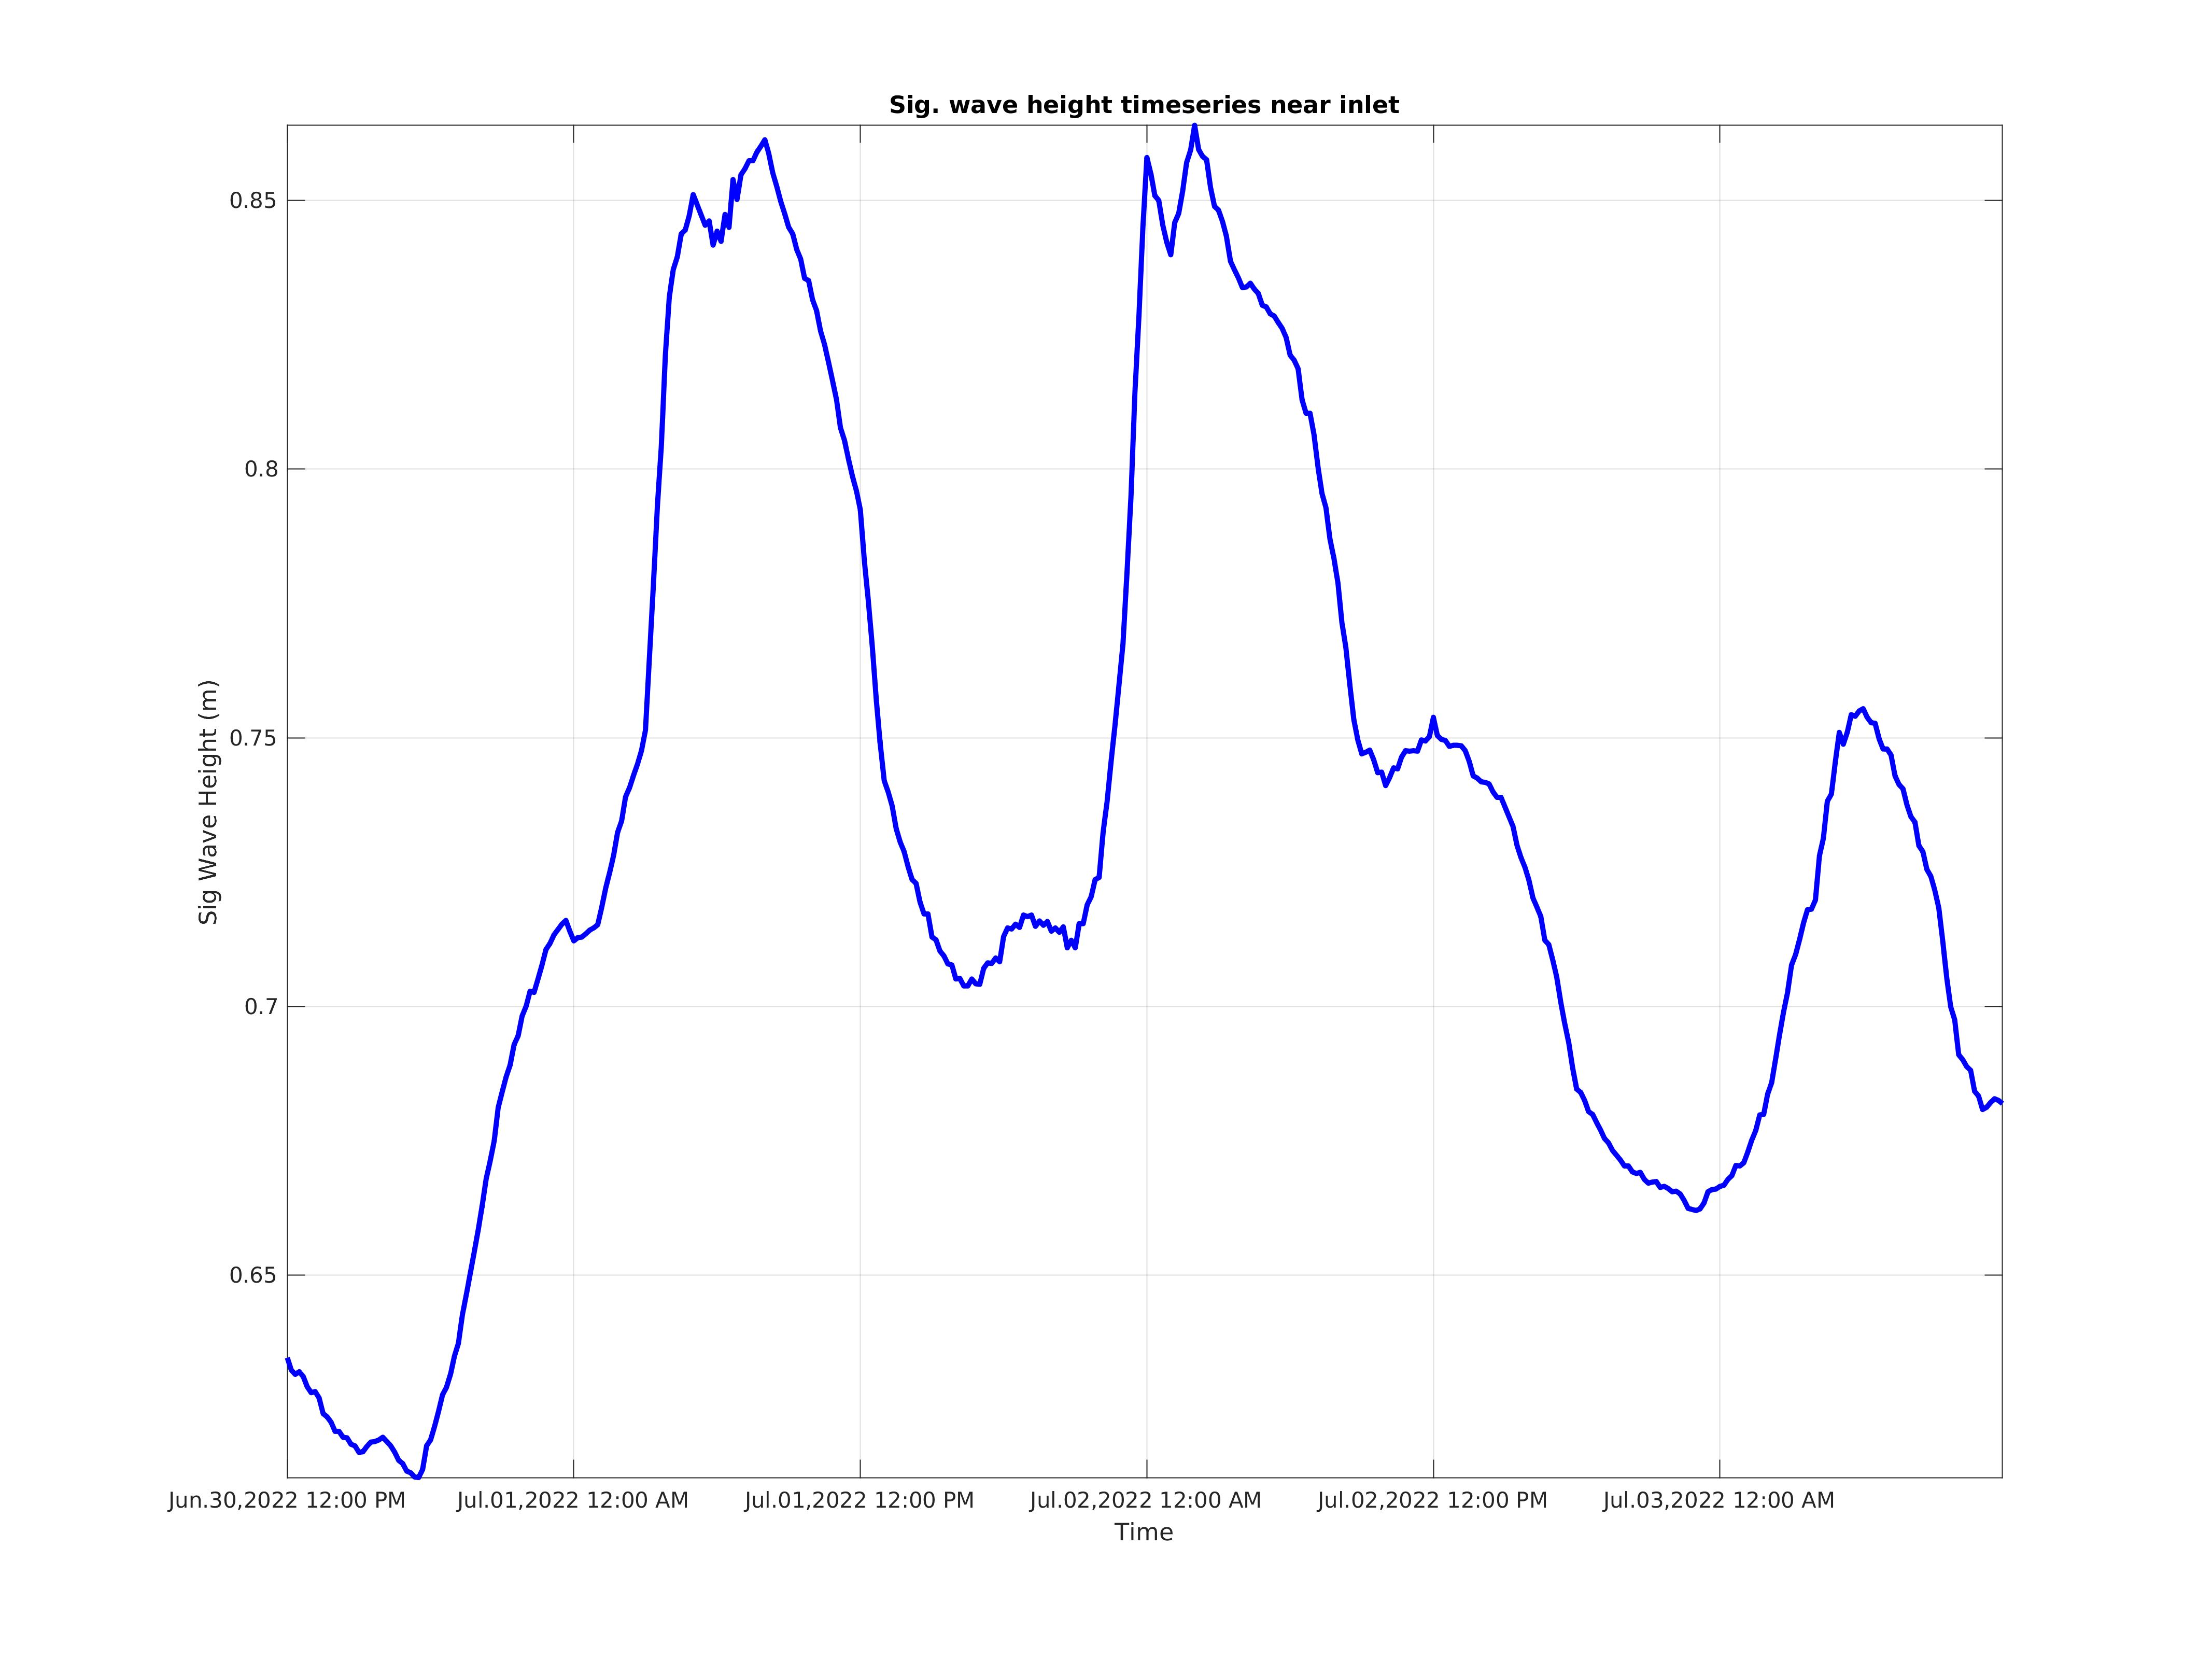 Sig. wave height timeseries near inlet
0.85
0.8
0.75
0.7
0.65
Sig Wave Height (m)
Jun.30,2022 12:00 PM
Jul.01,2022 12:00 AM
Jul.01,2022 12:00 PM
Jul.02,2022 12:00 AM
Jul.02,2022 12:00 PM
Jul.03,2022 12:00 AM
Time